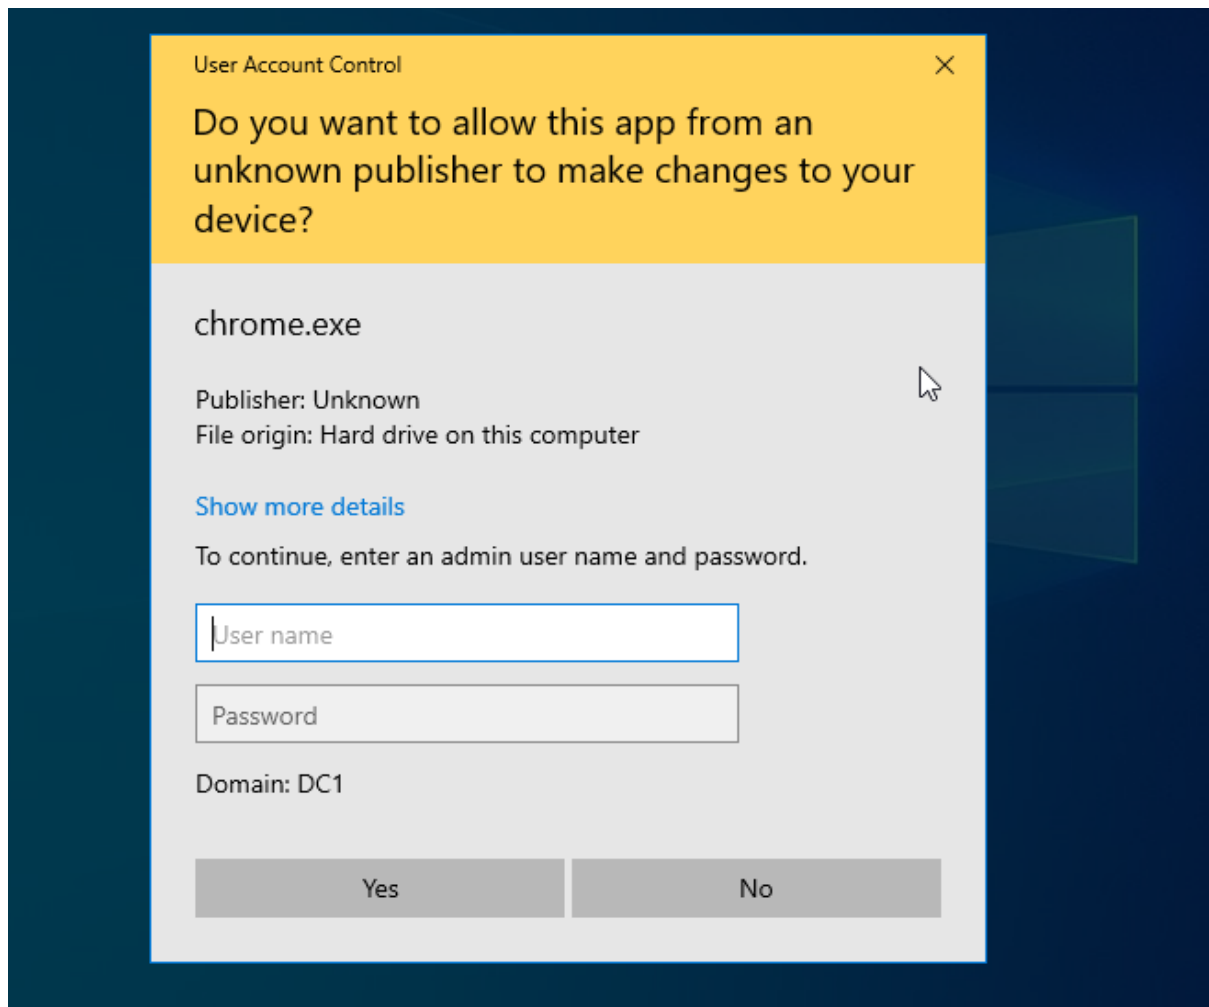 User Account Control
Do you want to allow this app from an
unknown publisher to make changes to your
device?
chrome.exe
Publisher: Unknown
File origin: Hard drive on this computer
Show more details
To continue, enter an admin user name and password.
User name
Password
Domain: DC1
Yes
No